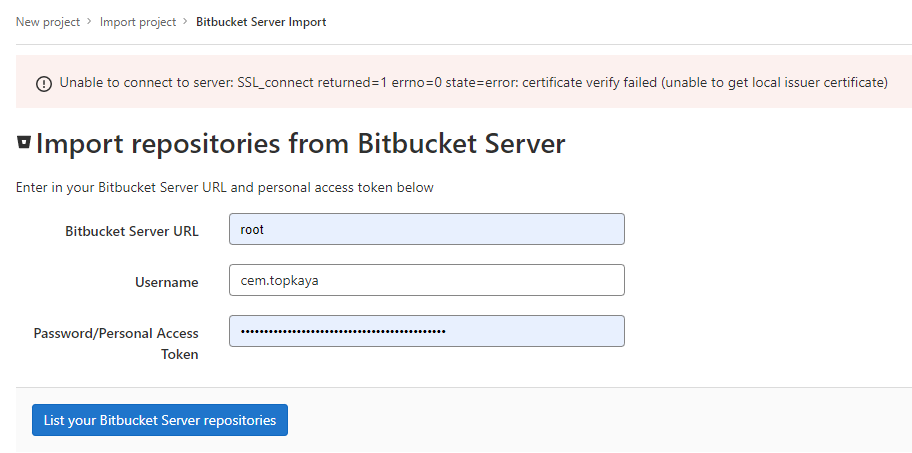 New project > Import project > Bitbucket Server Import
Unable to connect to server: SSL_connect returned=1 errno=0 state=error: certificate verify failed (unable to get local issuer certificate)
Import repositories from Bitbucket Server
Enter in your Bitbucket Server URL and personal access token below
Bitbucket Server URL root
Username cem.topkaya
Password/Personal Access
Token
List your Bitbucket Server repositories